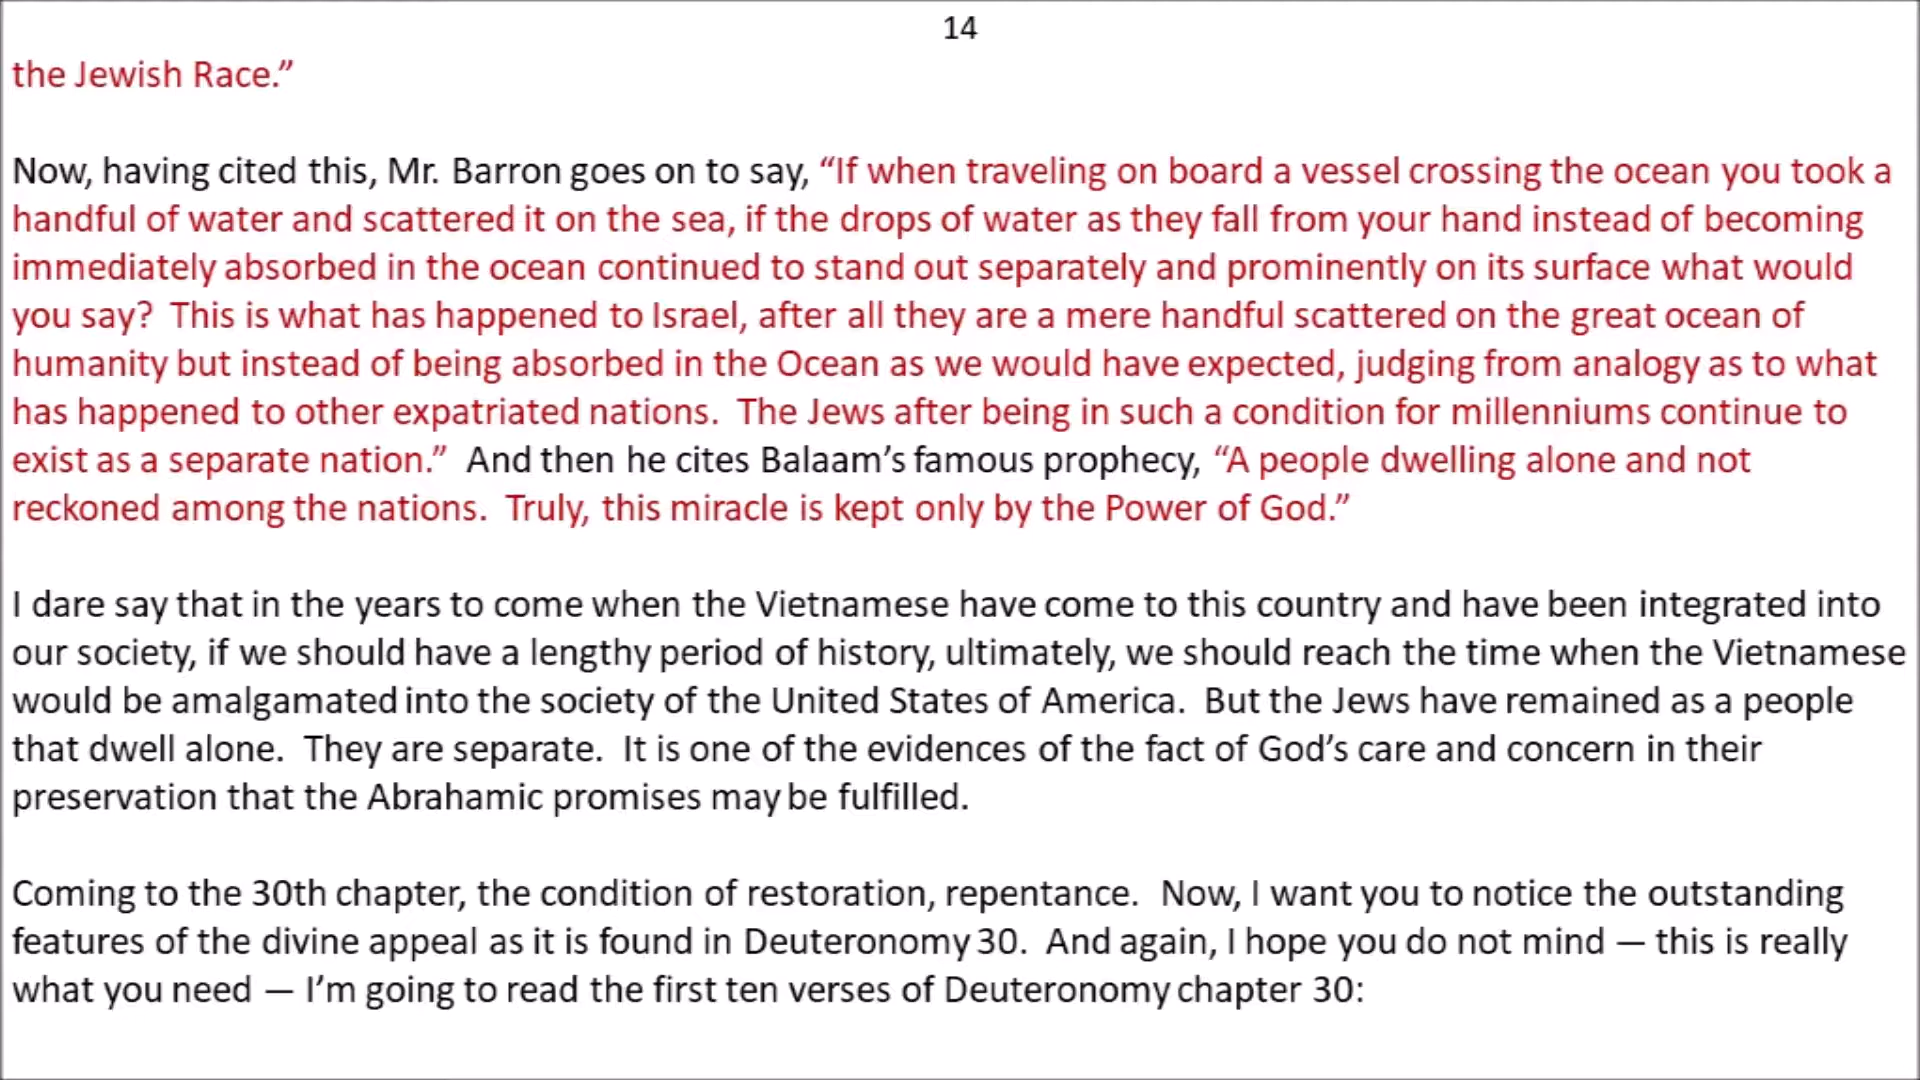 14
the Jewish Race.”
Now, having cited this, Mr. Barron goes on to say, “If when traveling on board a vessel crossing the ocean you took a
handful of water and scattered it on the sea, if the drops of water as they fall from your hand instead of becoming
immediately absorbed in the ocean continued to stand out separately and prominently on its surface what would
you say?  This is what has happened to Israel, after all they are a mere handful scattered on the great ocean of
humanity but instead of being absorbed in the Ocean as we would have expected, judging from analogy as to what
has happened to other expatriated nations.  The Jews after being in such a condition for millenniums continue to
exist as a separate nation.”  And then he cites Balaam’s famous prophecy, “A people dwelling alone and not
reckoned among the nations.  Truly, this miracle is kept only by the Power of God.”
I dare say that in the years to come when the Vietnamese have come to this country and have been integrated into
our society, if we should have a lengthy period of history, ultimately, we should reach the time when the Vietnamese
would be amalgamated into the society of the United States of America.  But the Jews have remained as a people
that dwell alone.  They are separate.  It is one of the evidences of the fact of God’s care and concern in their
preservation that the Abrahamic promises may be fulfilled.
Coming to the 30th chapter, the condition of restoration, repentance.  Now, I want you to notice the outstanding
features of the divine appeal as it is found in Deuteronomy 30.  And again, I hope you do not mind — this is really
what you need — I’m going to read the first ten verses of Deuteronomy chapter 30: